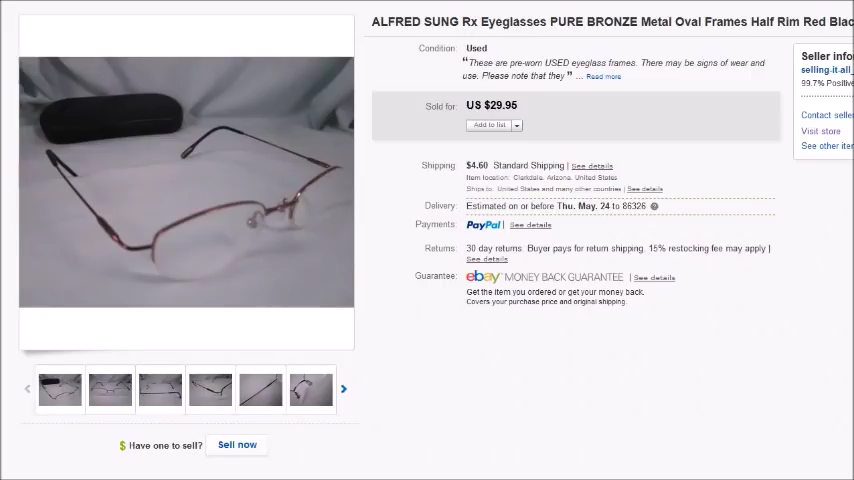 ALFRED SUNG Rx Eyeglasses PURE BRONZE Metal Oval Frames Half Rim Red Blac
Condition: Used
“These are pre-worn USED eyeglass frames. There may be signs of wear and
use. Please note that they ” ... Read more
Sold for: US $29.95
Add to list
Shipping: $4.60 Standard Shipping | See details
Item location: Clarkdale, Arizona, United States
Ships to: United States and many other countries | See details
Delivery: Estimated on or before Thu. May. 24 to 86326
Payments: PayPal | See details
Returns: 30 day returns. Buyer pays for return shipping. 15% restocking fee may apply |
See details
Guarantee: ebay MONEY BACK GUARANTEE | See details
Get the item you ordered or get your money back.
Covers your purchase price and original shipping.
Seller info
selling-it-all_
99.7% Positive
Contact seller
Visit store
See other item
$ Have one to sell? Sell now